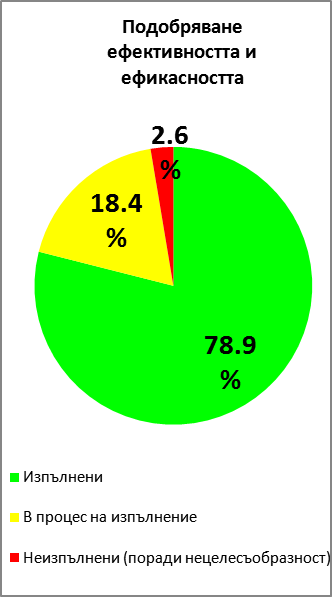 Подобряване
ефективността и
ефикасността
2.6
%
18.4
%
78.9
%
Изпълнени
В процес на изпълнение
Неизпълнени (поради нецелесъобразност)